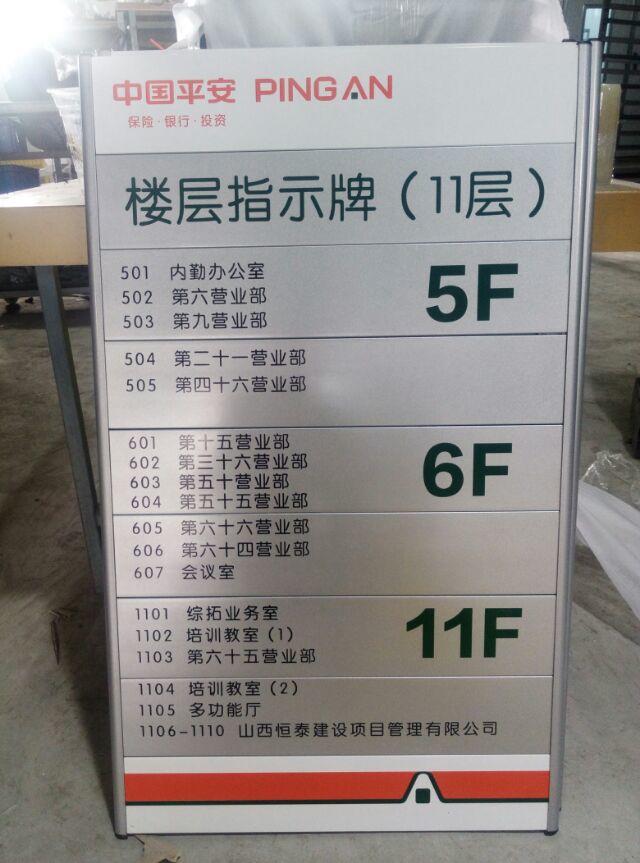 中国平安 PING AN
保险·银行·投资
楼层指示牌（11层）
501 内勤办公室
502 第六营业部
503 第九营业部
5F
504 第二十一营业部
505 第四十六营业部
601 第十五营业部
602 第三十六营业部
603 第五十营业部
604 第五十五营业部
6F
605 第六十六营业部
606 第六十四营业部
607 会议室
1101 综拓业务室
1102 培训教室（1）
1103 第六十五营业部
11F
1104 培训教室（2）
1105 多功能厅
1106-1110 山西恒泰建设项目管理有限公司